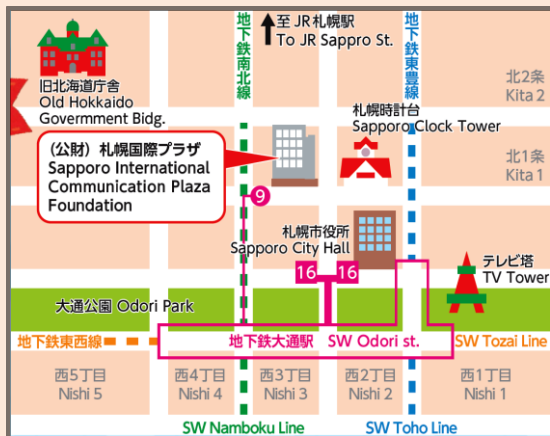 至 JR 札幌駅
To JR Sappro St.
地下鉄南北線
地下鉄東豊線
旧北海道庁舎
Old Hokkaido
Govermment Bidg.
北2条
Kita 2
札幌時計台
Sapporo Clock Tower
(公財) 札幌国際プラザ
Sapporo International
Communication Plaza
Foundation
北1条
Kita 1
9
札幌市役所
Sapporo City Hall
テレビ塔
TV Tower
16 16
大通公園 Odori Park
地下鉄東西線
地下鉄大通駅 SW Odori st.
SW Tozai Line
西5丁目
Nishi 5
西4丁目
Nishi 4
西3丁目
Nishi 3
西2丁目
Nishi 2
西1丁目
Nishi 1
SW Namboku Line
SW Toho Line